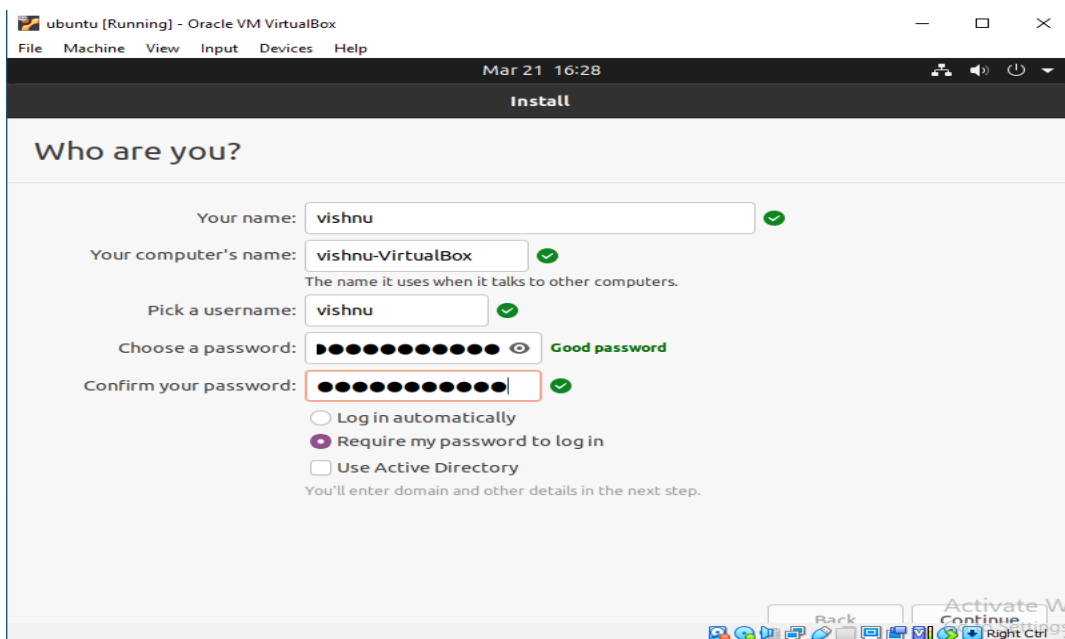 ubuntu [Running] - Oracle VM VirtualBox
File Machine View Input Devices Help
Mar 21 16:28
Install
Who are you?
Your name: vishnu
Your computer's name: vishnu-VirtualBox
The name it uses when it talks to other computers.
Pick a username: vishnu
Choose a password: Good password
Confirm your password:
Log in automatically
Require my password to log in
Use Active Directory
You'll enter domain and other details in the next step.
Activate W
Back Continue
Settings
Right Ctrl